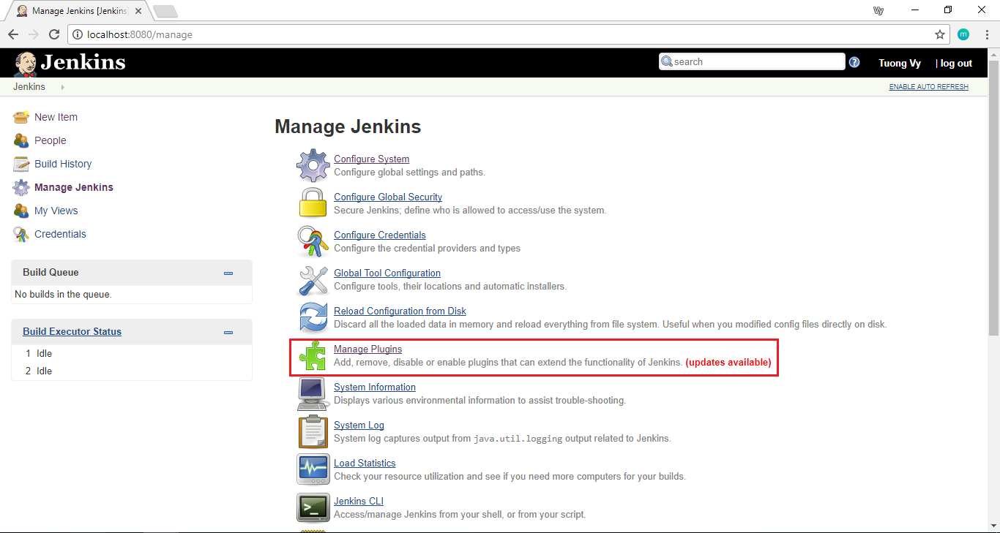 Manage Jenkins [Jenkins]
Vy
localhost:8080/manage
m
Jenkins
search
?
Tuong Vy
| log out
Jenkins
ENABLE AUTO REFRESH
New Item
People
Build History
Manage Jenkins
My Views
Credentials
Build Queue
No builds in the queue.
Build Executor Status
1 Idle
2 Idle
Manage Jenkins
Configure System
Configure global settings and paths.
Configure Global Security
Secure Jenkins; define who is allowed to access/use the system.
Configure Credentials
Configure the credential providers and types
Global Tool Configuration
Configure tools, their locations and automatic installers.
Reload Configuration from Disk
Discard all the loaded data in memory and reload everything from file system. Useful when you modified config files directly on disk.
Manage Plugins
Add, remove, disable or enable plugins that can extend the functionality of Jenkins. (updates available)
System Information
Displays various environmental information to assist trouble-shooting.
System Log
System log captures output from java.util.logging output related to Jenkins.
Load Statistics
Check your resource utilization and see if you need more computers for your builds.
Jenkins CLI
Access/manage Jenkins from your shell, or from your script.